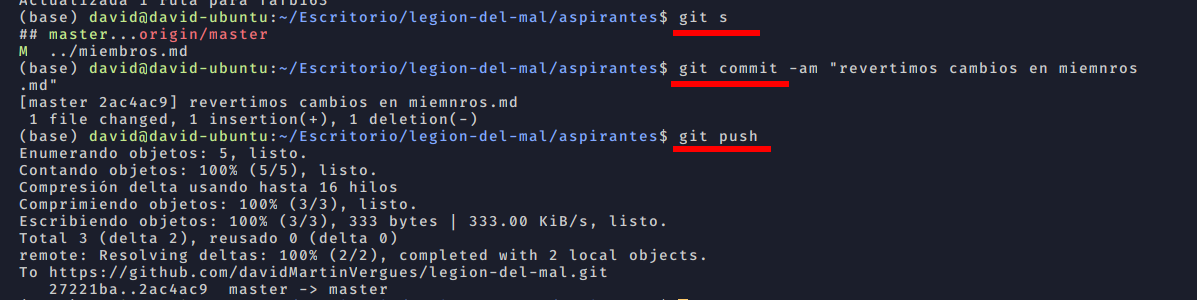 Actualizada 1 ruta para fafb163
(base) david@david-ubuntu:~/Escritorio/legion-del-mal/aspirantes$ git s
## master...origin/master
M  ../miembros.md
(base) david@david-ubuntu:~/Escritorio/legion-del-mal/aspirantes$ git commit -am "revertimos cambios en miemnros
.md"
[master 2ac4ac9] revertimos cambios en miemnros.md
 1 file changed, 1 insertion(+), 1 deletion(-)
(base) david@david-ubuntu:~/Escritorio/legion-del-mal/aspirantes$ git push
Enumerando objetos: 5, listo.
Contando objetos: 100% (5/5), listo.
Compresión delta usando hasta 16 hilos
Comprimiendo objetos: 100% (3/3), listo.
Escribiendo objetos: 100% (3/3), 333 bytes | 333.00 KiB/s, listo.
Total 3 (delta 2), reusado 0 (delta 0)
remote: Resolving deltas: 100% (2/2), completed with 2 local objects.
To https://github.com/davidMartinVergues/legion-del-mal.git
   27221ba..2ac4ac9  master -> master